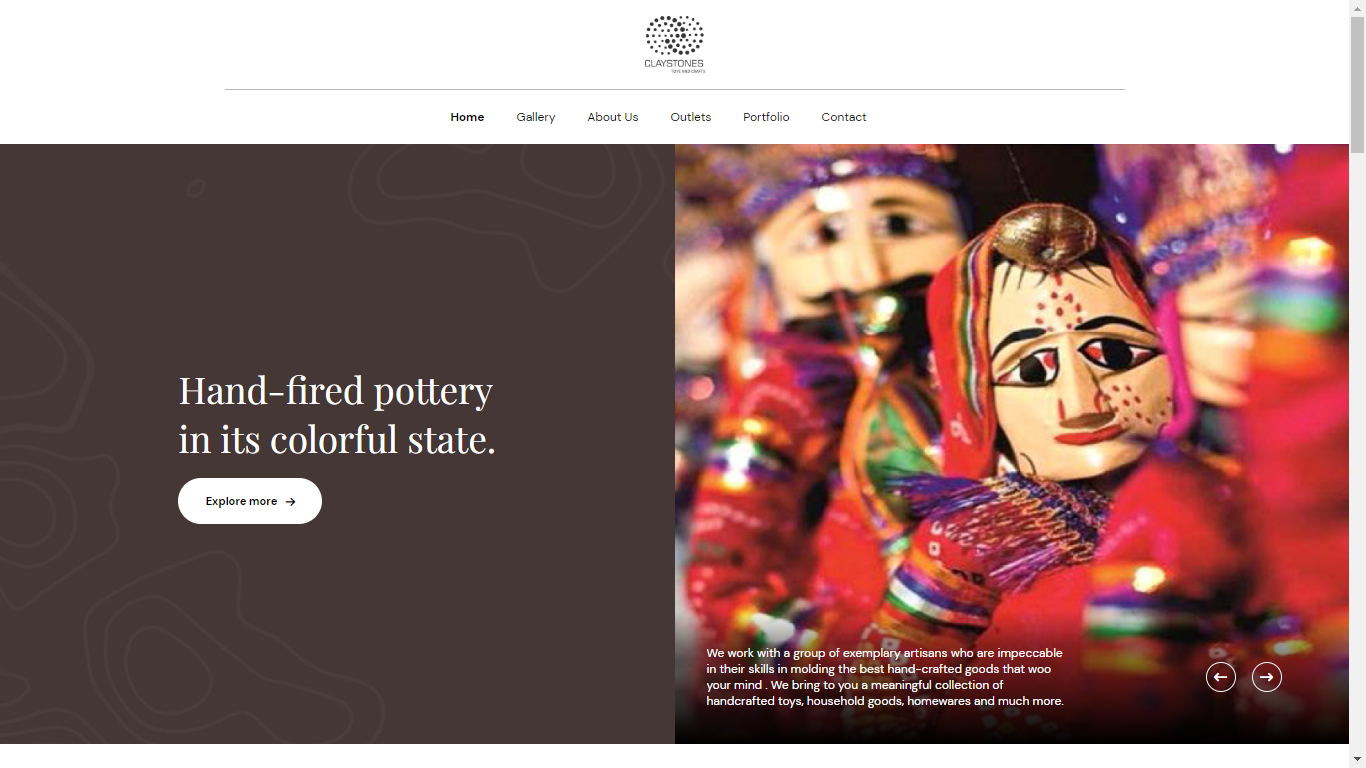 CLAYSTONES
TOYS AND CRAFTS
Home Gallery About Us Outlets Portfolio Contact
Hand-fired pottery
in its colorful state.
Explore more →
We work with a group of exemplary artisans who are impeccable
in their skills in molding the best hand-crafted goods that woo
your mind . We bring to you a meaningful collection of
handcrafted toys, household goods, homewares and much more.